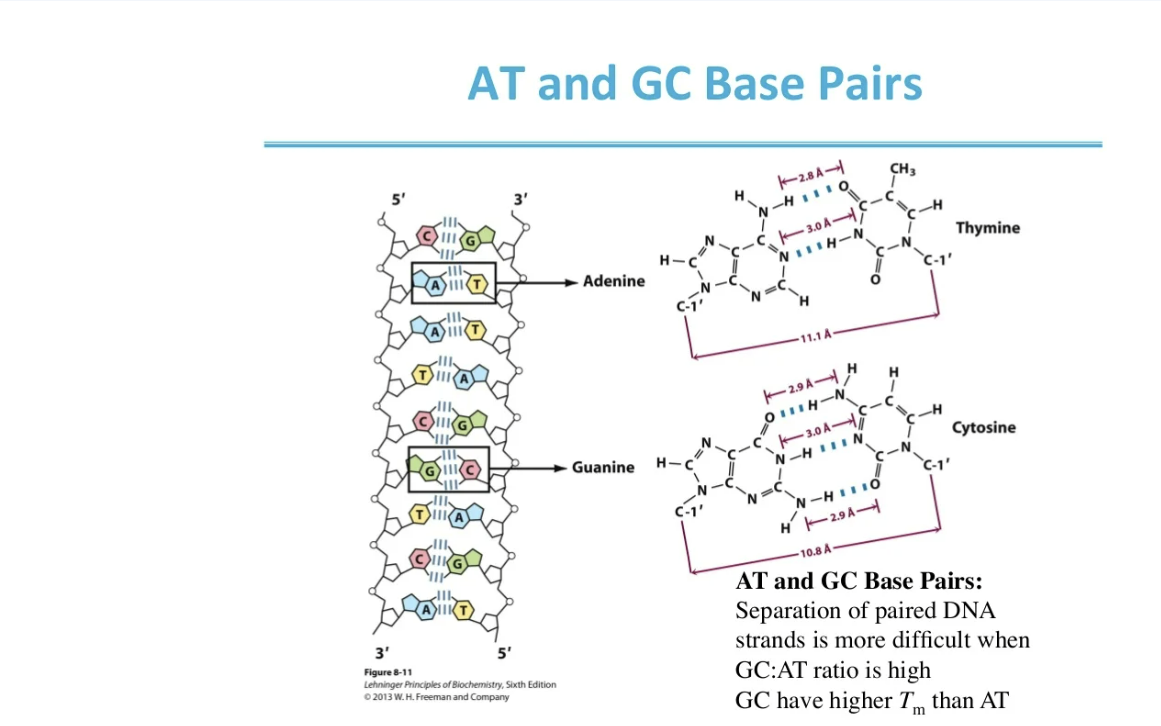 AT and GC Base Pairs
5' 3'
C G
A T
A T
T A
C G
G C
T A
C G
A T
3' 5'
Adenine
Guanine
Figure 8-11
Lehninger Principles of Biochemistry, Sixth Edition
© 2013 W. H. Freeman and Company
2.8 Å
CH₃
H
N
H
O
C
C
C
H
3.0 Å
N
C
C
N
H
N
C
N
H
C
C-1'
N
C
N
C
H
O
C-1'
Thymine
11.1 Å
H
H
2.9 Å
N
H
O
C
C
C
H
3.0 Å
N
C
C
N
H
N
C
N
H
C
C-1'
N
C
N
C
N
H
O
H
C-1'
2.9 Å
Cytosine
10.8 Å
AT and GC Base Pairs:
Separation of paired DNA
strands is more difficult when
GC:AT ratio is high
GC have higher Tₘ than AT